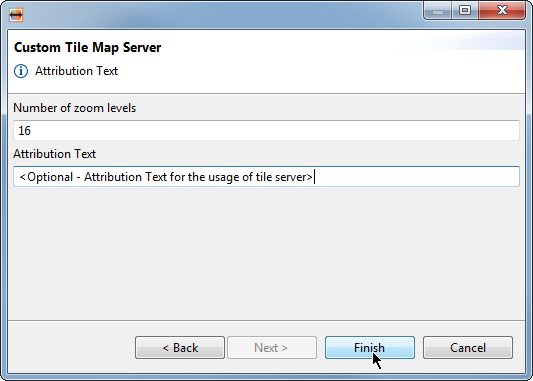 Custom Tile Map Server
Attribution Text
Number of zoom levels
16
Attribution Text
<Optional - Attribution Text for the usage of tile server>
< Back
Next >
Finish
Cancel